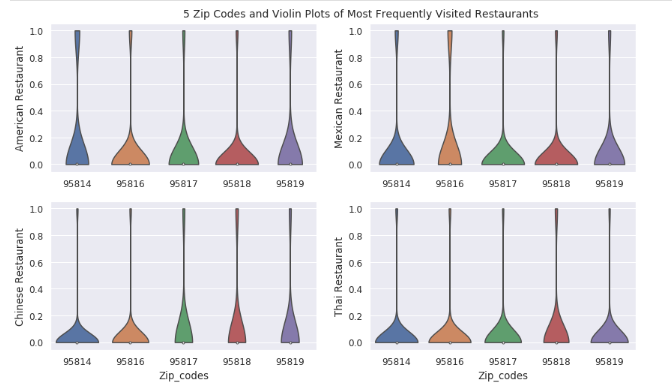 5 Zip Codes and Violin Plots of Most Frequently Visited Restaurants
American Restaurant
1.0
0.8
0.6
0.4
0.2
0.0
95814 95816 95817 95818 95819
Mexican Restaurant
1.0
0.8
0.6
0.4
0.2
0.0
95814 95816 95817 95818 95819
Chinese Restaurant
1.0
0.8
0.6
0.4
0.2
0.0
95814 95816 95817 95818 95819
Zip_codes
Thai Restaurant
1.0
0.8
0.6
0.4
0.2
0.0
95814 95816 95817 95818 95819
Zip_codes